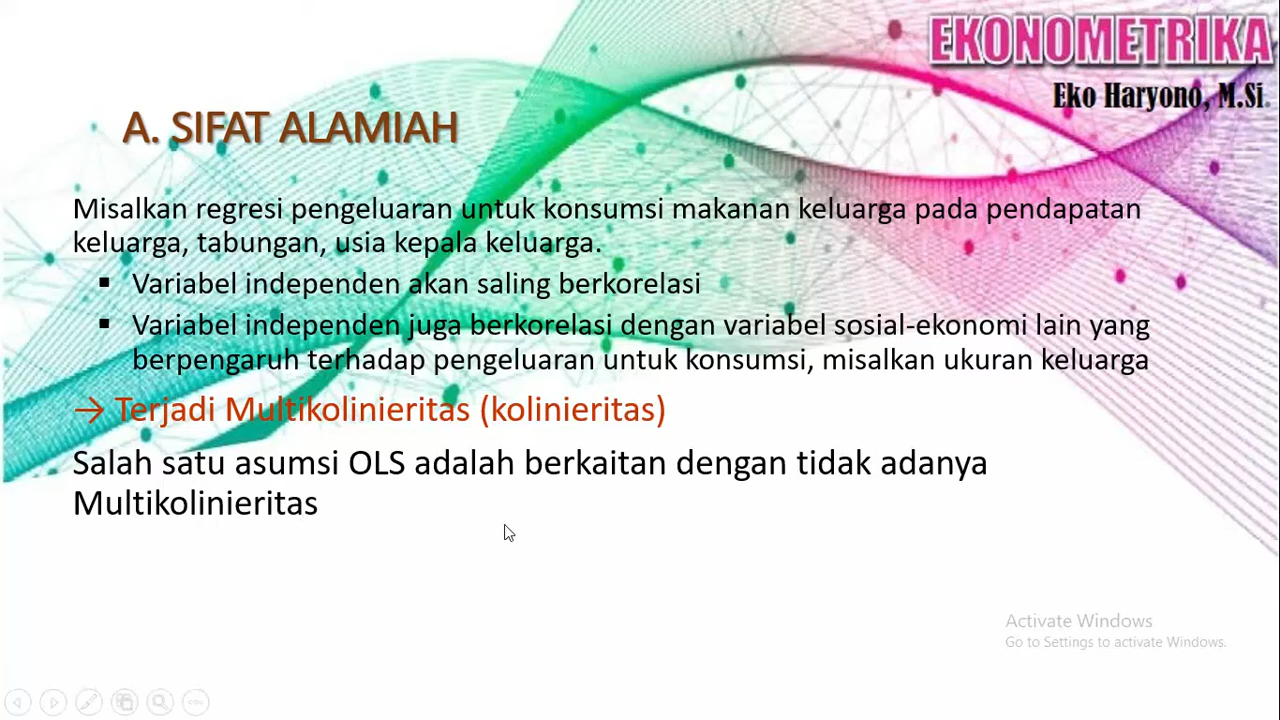 EKONOMETRIKA
Eko Haryono, M.Si
A. SIFAT ALAMIAH
Misalkan regresi pengeluaran untuk konsumsi makanan keluarga pada pendapatan
keluarga, tabungan, usia kepala keluarga.
▪ Variabel independen akan saling berkorelasi
▪ Variabel independen juga berkorelasi dengan variabel sosial-ekonomi lain yang
berpengaruh terhadap pengeluaran untuk konsumsi, misalkan ukuran keluarga
→ Terjadi Multikolinieritas (kolinieritas)
Salah satu asumsi OLS adalah berkaitan dengan tidak adanya
Multikolinieritas
Activate Windows
Go to Settings to activate Windows.